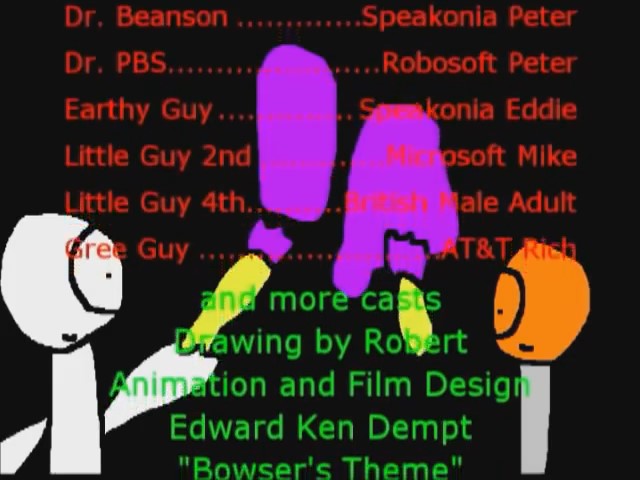 Dr. Beanson .............Speakonia Peter
Dr. PBS......................Robosoft Peter
Earthy Guy.............. Speakonia Eddie
Little Guy 2nd .............Microsoft Mike
Little Guy 4th..........British Male Adult
Gree Guy .........................AT&T Rich
and more casts
Drawing by Robert
Animation and Film Design
Edward Ken Dempt
"Bowser's Theme"